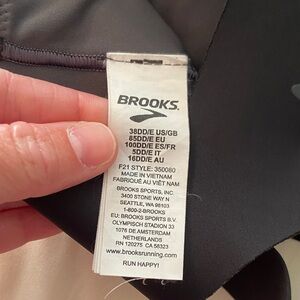 BROOKS
38DD/E US/GB
85DD/E EU
100DD/E ES/FR
5DD/E IT
16DD/E AU
F21 STYLE: 350080
MADE IN VIETNAM
FABRIQUÉ AU VIÊT NAM
BROOKS SPORTS, INC.
3400 STONE WAY N
SEATTLE, WA 98103
1-800-2-BROOKS
EU: BROOKS SPORTS B.V.
OLYMPISCH STADION 33
1076 DE AMSTERDAM
NETHERLANDS
RN 120275 CA 56323
www.brooksrunning.com
RUN HAPPY!